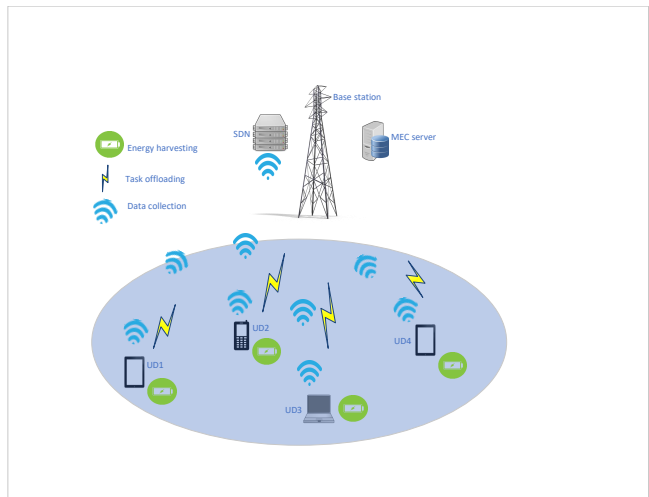 Base station
SDN
MEC server
Energy harvesting
Task offloading
Data collection
UD2
UD4
UD1
UD3